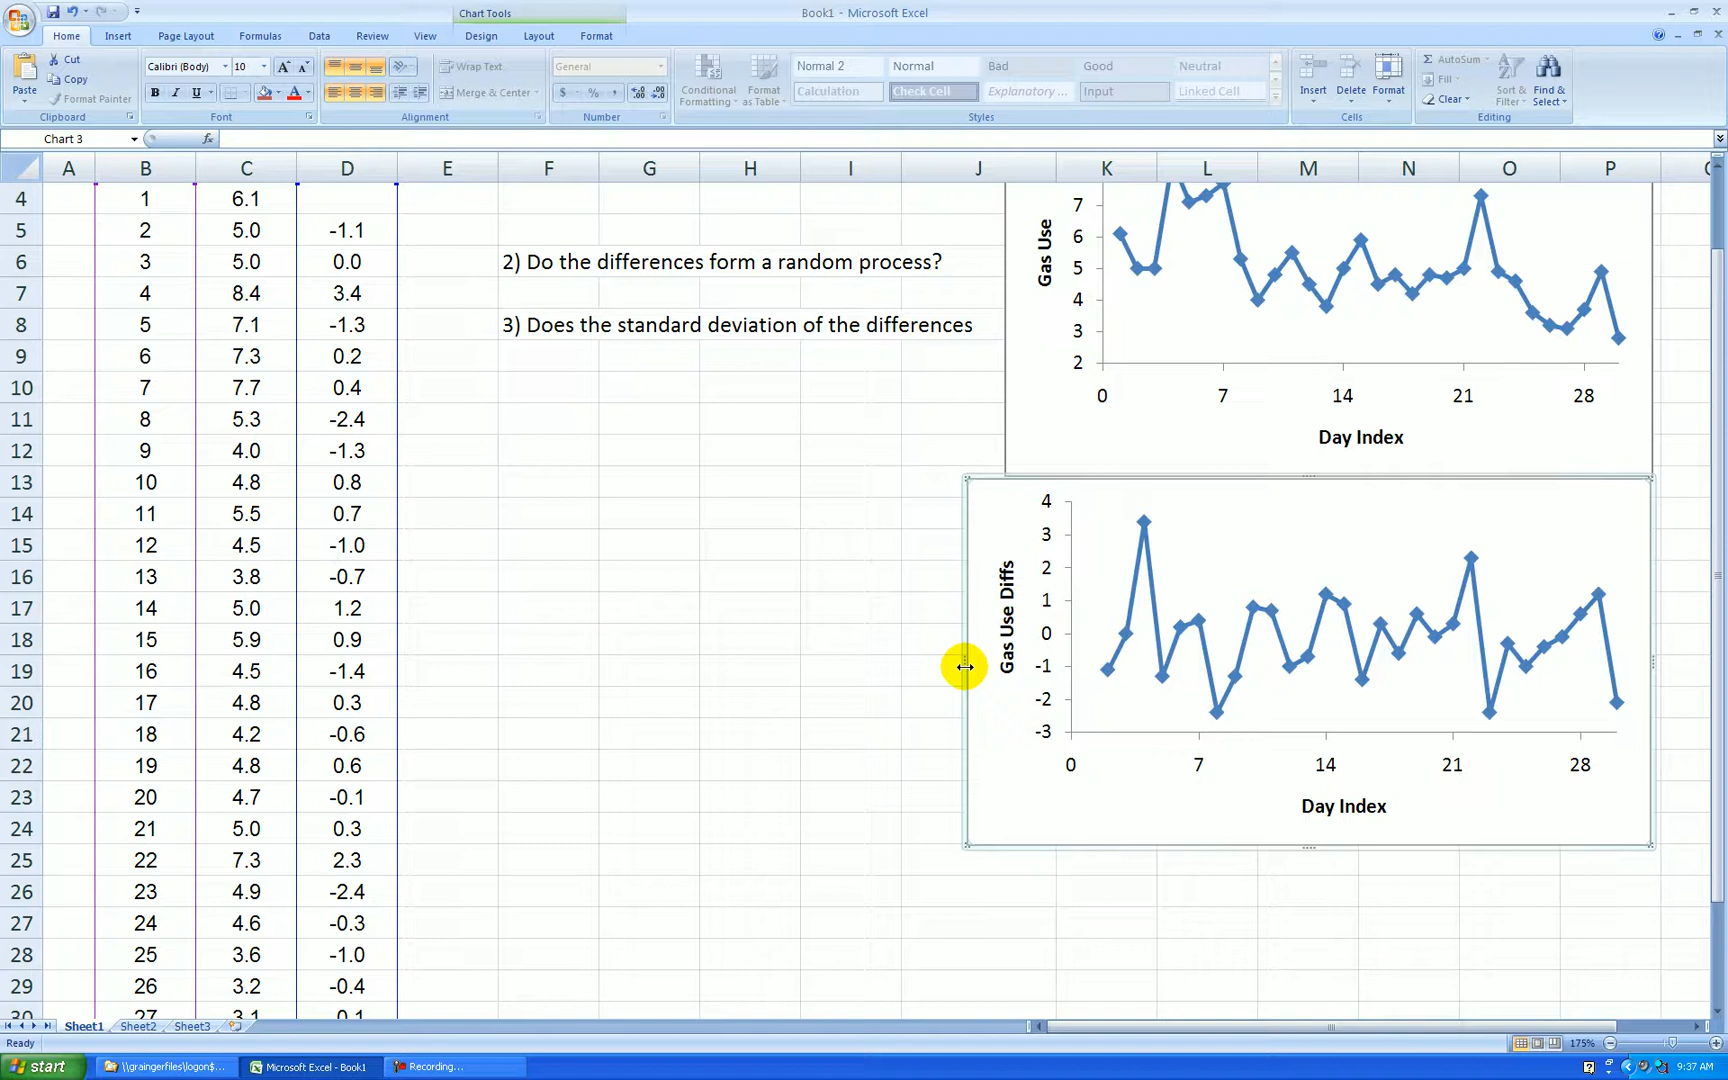 Chart Tools
Book1 - Microsoft Excel
Home Insert Page Layout Formulas Data Review View Design Layout Format
Paste
Cut
Copy
Format Painter
Clipboard
Calibri (Body) 10
B I U
Font
Wrap Text
Merge & Center
Alignment
General
$ % ,
Number
Conditional Formatting
Format as Table
Normal 2 Normal Bad Good Neutral
Calculation Check Cell Explanatory ... Input Linked Cell
Styles
Insert Delete Format
Cells
AutoSum
Fill
Clear
Sort & Filter
Find & Select
Editing
Chart 3
fx
A B C D E F G H I J K L M N O P
4 1 6.1
5 2 5.0 -1.1
6 3 5.0 0.0
7 4 8.4 3.4
8 5 7.1 -1.3
9 6 7.3 0.2
10 7 7.7 0.4
11 8 5.3 -2.4
12 9 4.0 -1.3
13 10 4.8 0.8
14 11 5.5 0.7
15 12 4.5 -1.0
16 13 3.8 -0.7
17 14 5.0 1.2
18 15 5.9 0.9
19 16 4.5 -1.4
20 17 4.8 0.3
21 18 4.2 -0.6
22 19 4.8 0.6
23 20 4.7 -0.1
24 21 5.0 0.3
25 22 7.3 2.3
26 23 4.9 -2.4
27 24 4.6 -0.3
28 25 3.6 -1.0
29 26 3.2 -0.4
30 27 3.1 0.1
2) Do the differences form a random process?
3) Does the standard deviation of the differences
Gas Use
7
6
5
4
3
2
0 7 14 21 28
Day Index
Gas Use Diffs
4
3
2
1
0
-1
-2
-3
0 7 14 21 28
Day Index
Sheet1 Sheet2 Sheet3
Ready
175%
start
\\graingerfiles\logon$...
Microsoft Excel - Book1
Recording...
9:37 AM